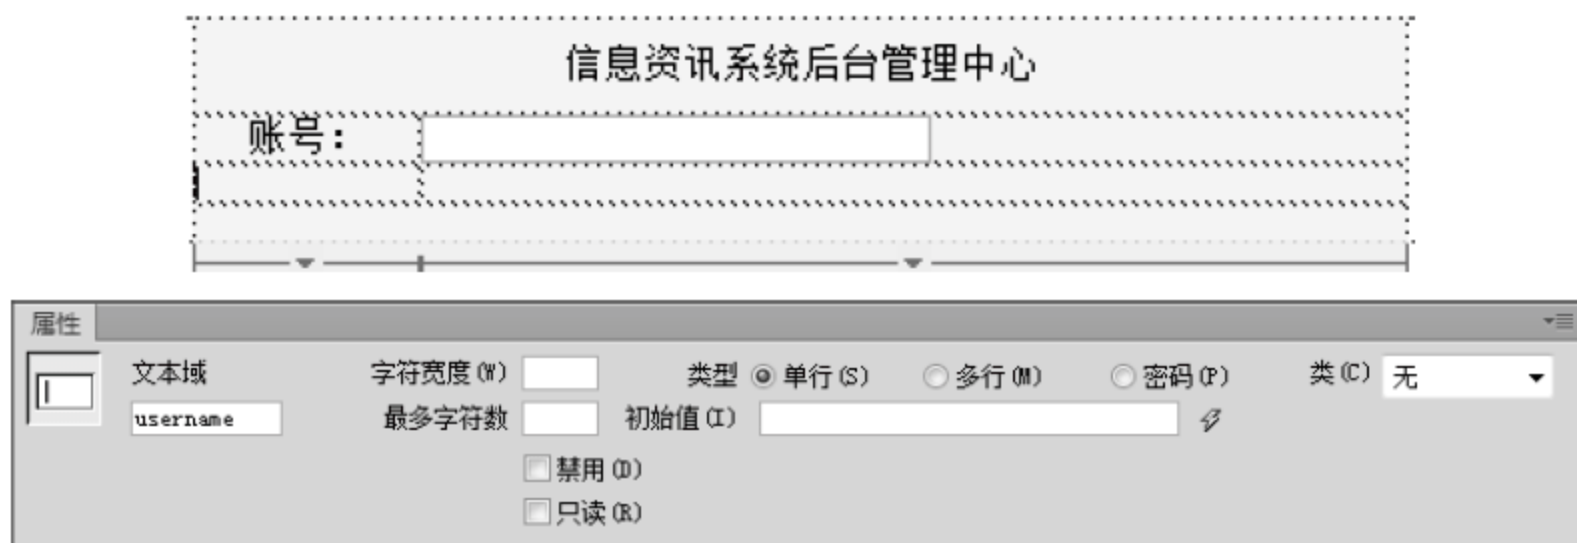 信息资讯系统后台管理中心
账号：
属性
文本域 字符宽度(W) 类型 单行(S) 多行(M) 密码(P) 类(C) 无
username 最多字符数 初始值(I)
禁用(D)
只读(R)